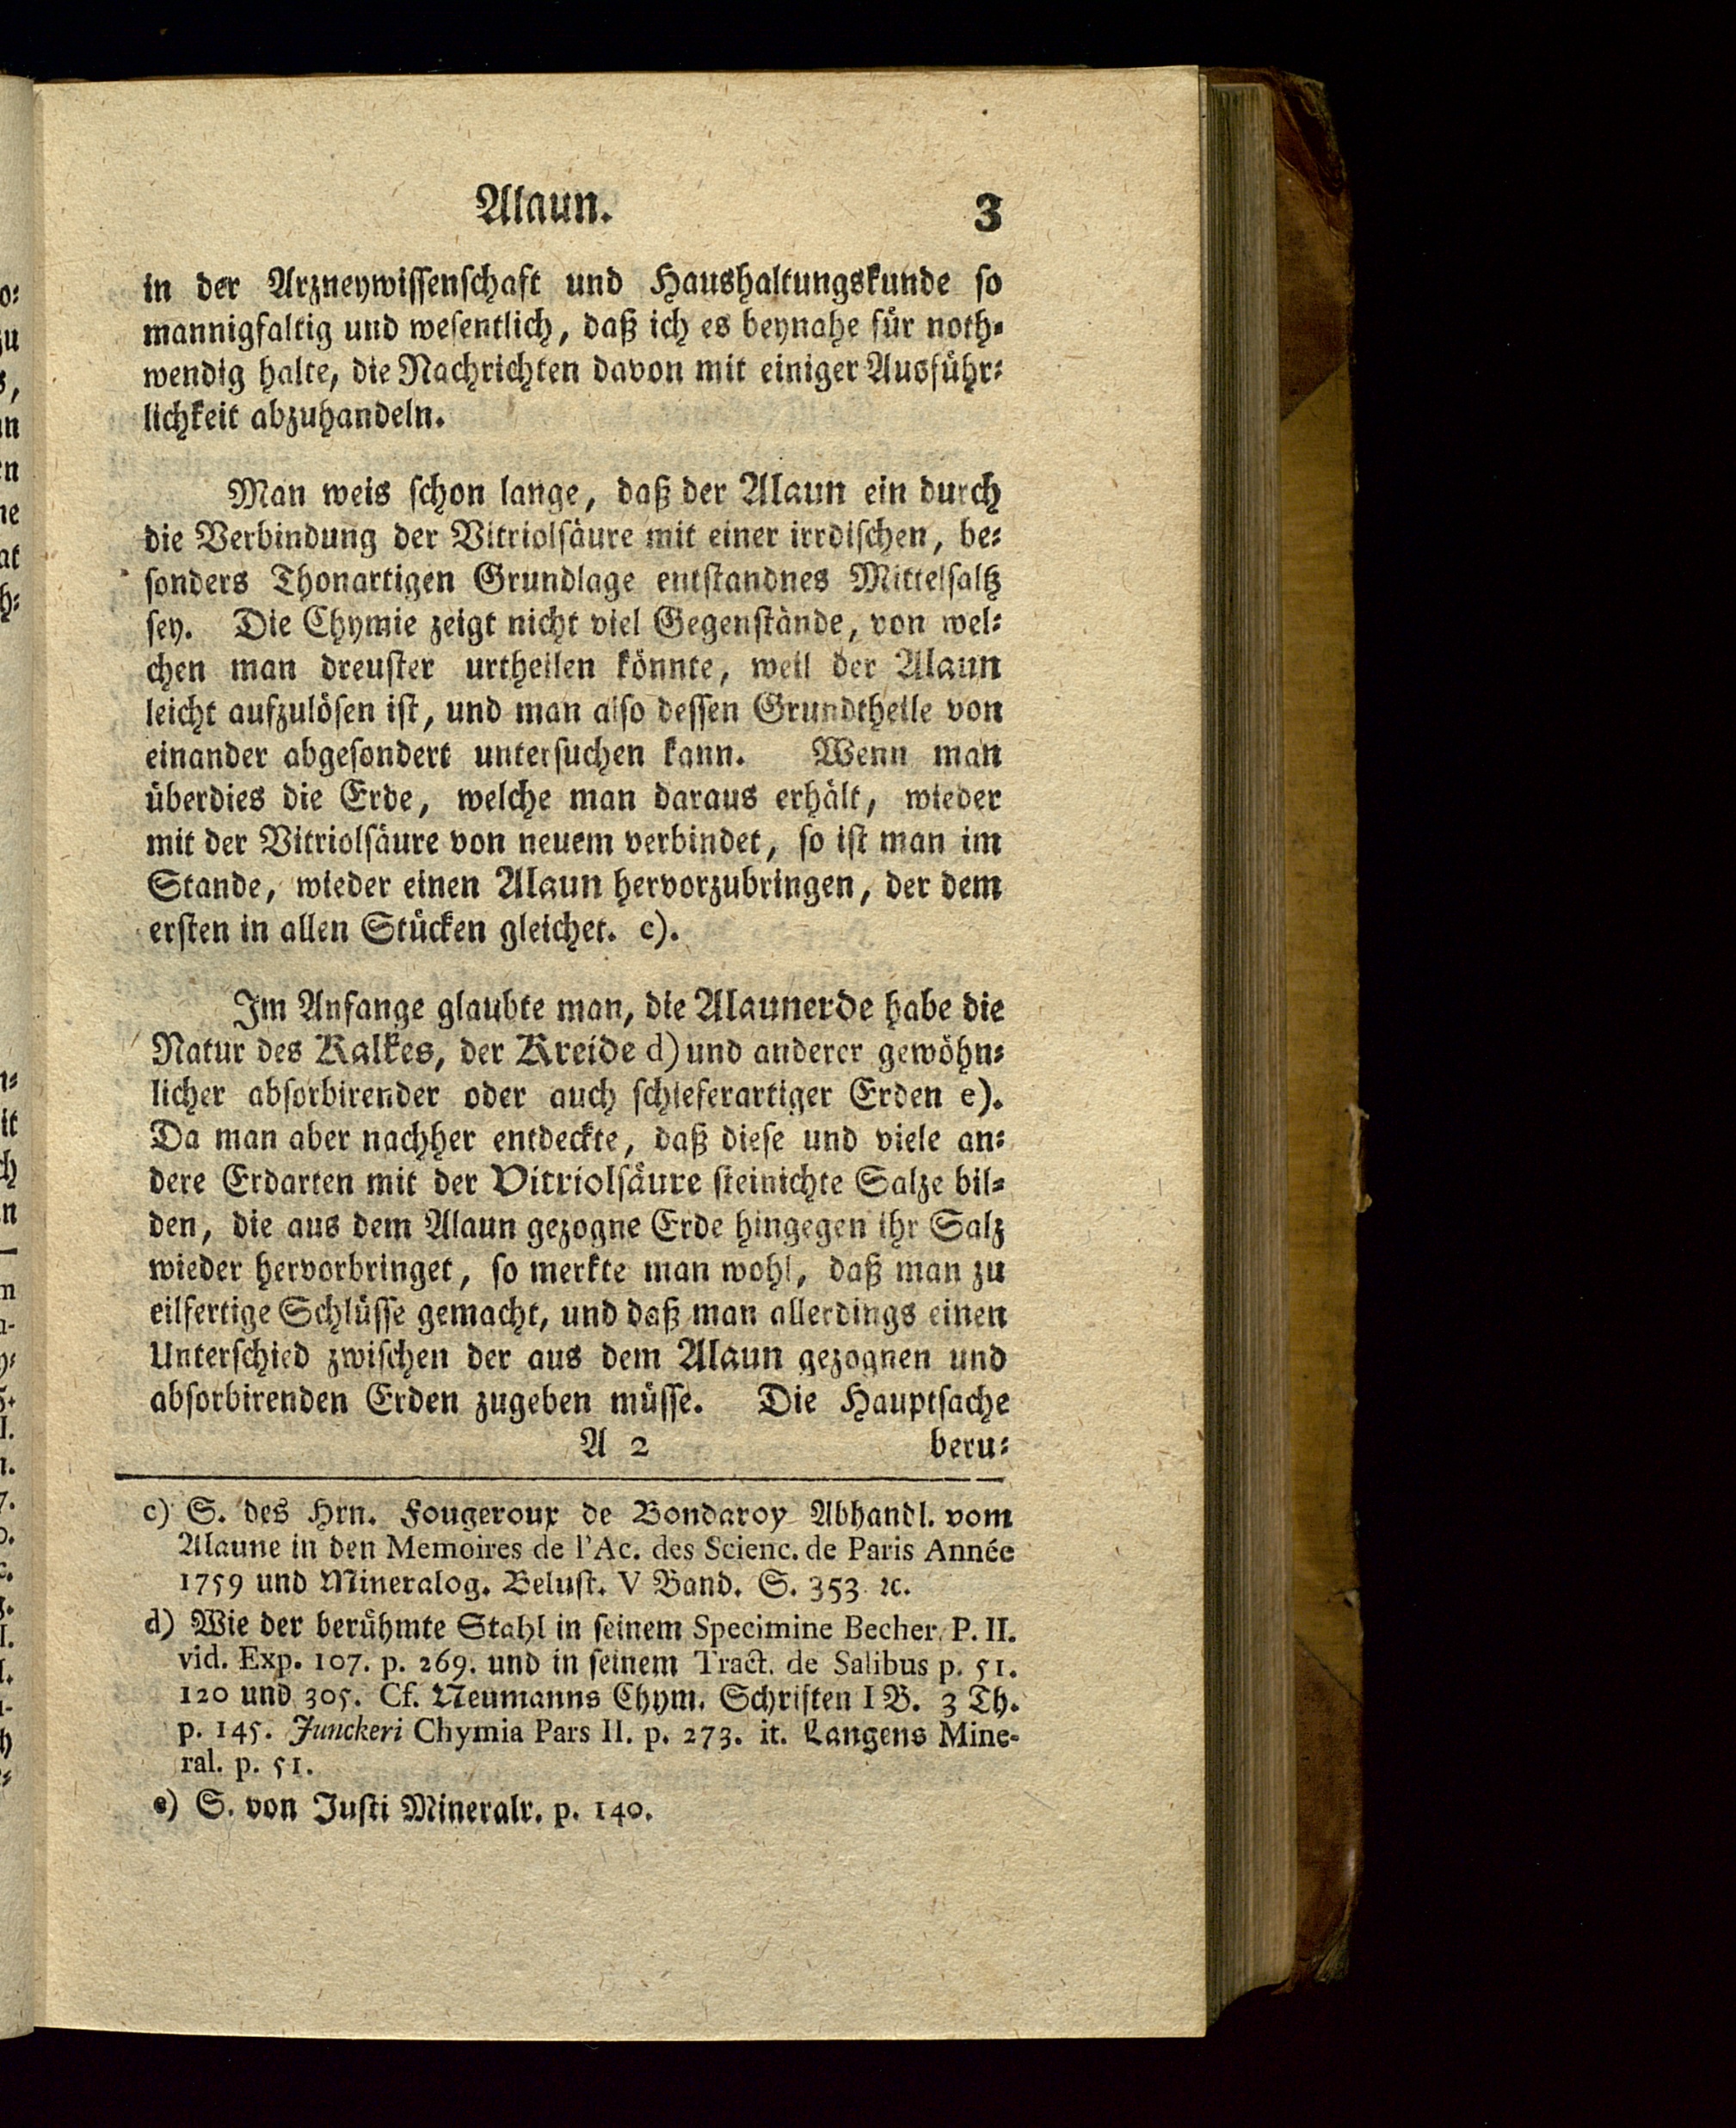 Alaun. 3
in der Arzneywissenschaft und Haushaltungskunde so
mannigfaltig und wesentlich, daß ich es beynahe für noth-
wendig halte, die Nachrichten davon mit einiger Ausführ-
lichkeit abzuhandeln.
Man weis schon lange, daß der Alaun ein durch
die Verbindung der Vitriolsäure mit einer irrdischen, be-
sonders Thonartigen Grundlage entstandnes Mittelsaltz
sey. Die Chymie zeigt nicht viel Gegenstände, von wel-
chen man dreuster urtheilen könnte, weil der Alaun
leicht aufzulösen ist, und man also dessen Grundtheile von
einander abgesondert untersuchen kann. Wenn man
überdies die Erde, welche man daraus erhält, wieder
mit der Vitriolsäure von neuem verbindet, so ist man im
Stande, wieder einen Alaun hervorzubringen, der dem
ersten in allen Stücken gleichet. c).
Im Anfange glaubte man, die Alaunerde habe die
Natur des Kalkes, der Kreide d) und anderer gewöhn-
licher absorbirender oder auch schieferartiger Erden e).
Da man aber nachher entdeckte, daß diese und viele an-
dere Erdarten mit der Vitriolsäure steinichte Salze bil-
den, die aus dem Alaun gezogne Erde hingegen ihr Salz
wieder hervorbringet, so merkte man wohl, daß man zu
eilfertige Schlüsse gemacht, und daß man allerdings einen
Unterschied zwischen der aus dem Alaun gezognen und
absorbirenden Erden zugeben müsse. Die Hauptsache
A 2 beru-
c) S. des Hrn. Fougeroux de Bondaroy Abhandl. vom
Alaune in den Memoires de l'Ac. des Scienc. de Paris Année
1759 und Mineralog. Belust. V Band. S. 353 ꝛc.
d) Wie der berühmte Stahl in seinem Specimine Becher. P. II.
vid. Exp. 107. p. 269. und in seinem Tract. de Salibus p. 51.
120 und 305. Cf. Neumanns Chym. Schriften I B. 3 Th.
p. 145. Junckeri Chymia Pars II. p. 273. it. Langens Mine-
ral. p. 51.
e) S. von Justi Mineralr. p. 140.